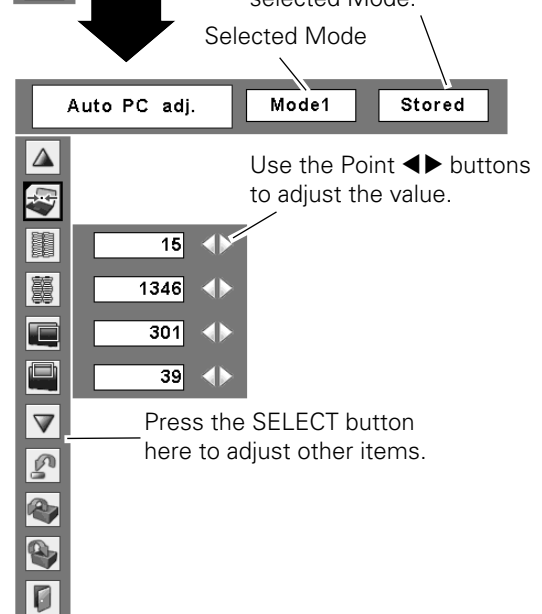 selected Mode.
Selected Mode
Auto PC adj. Mode1 Stored
Use the Point ◀▶ buttons
to adjust the value.
15
1346
301
39
Press the SELECT button
here to adjust other items.